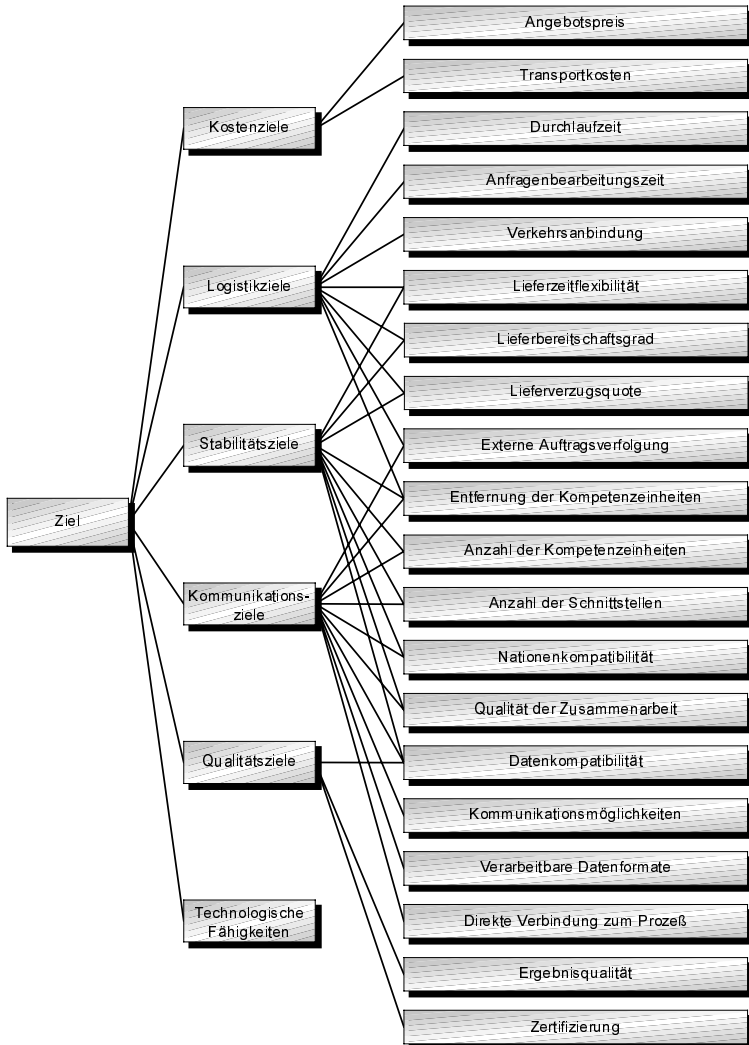 Ziel
Kostenziele
Logistikziele
Stabilitätsziele
Kommunikations-
ziele
Qualitätsziele
Technologische
Fähigkeiten
Angebotspreis
Transportkosten
Durchlaufzeit
Anfragenbearbeitungszeit
Verkehrsanbindung
Lieferzeitflexibilität
Lieferbereitschaftsgrad
Lieferverzugsquote
Externe Auftragsverfolgung
Entfernung der Kompetenzeinheiten
Anzahl der Kompetenzeinheiten
Anzahl der Schnittstellen
Nationenkompatibilität
Qualität der Zusammenarbeit
Datenkompatibilität
Kommunikationsmöglichkeiten
Verarbeitbare Datenformate
Direkte Verbindung zum Prozeß
Ergebnisqualität
Zertifizierung